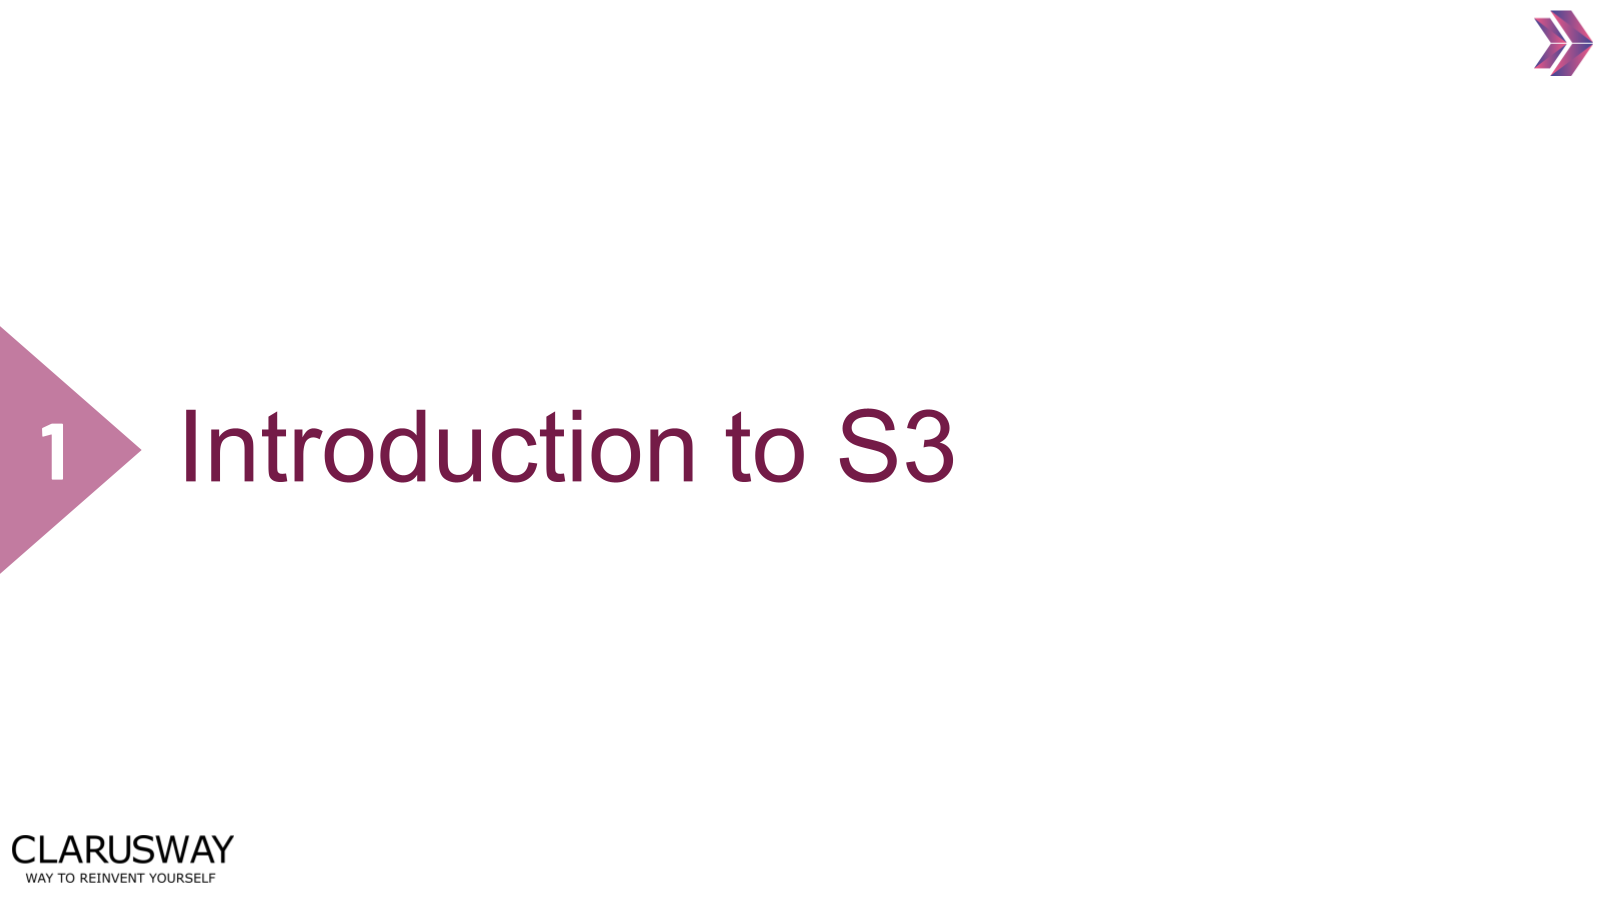 1
Introduction to S3
CLARUSWAY
WAY TO REINVENT YOURSELF